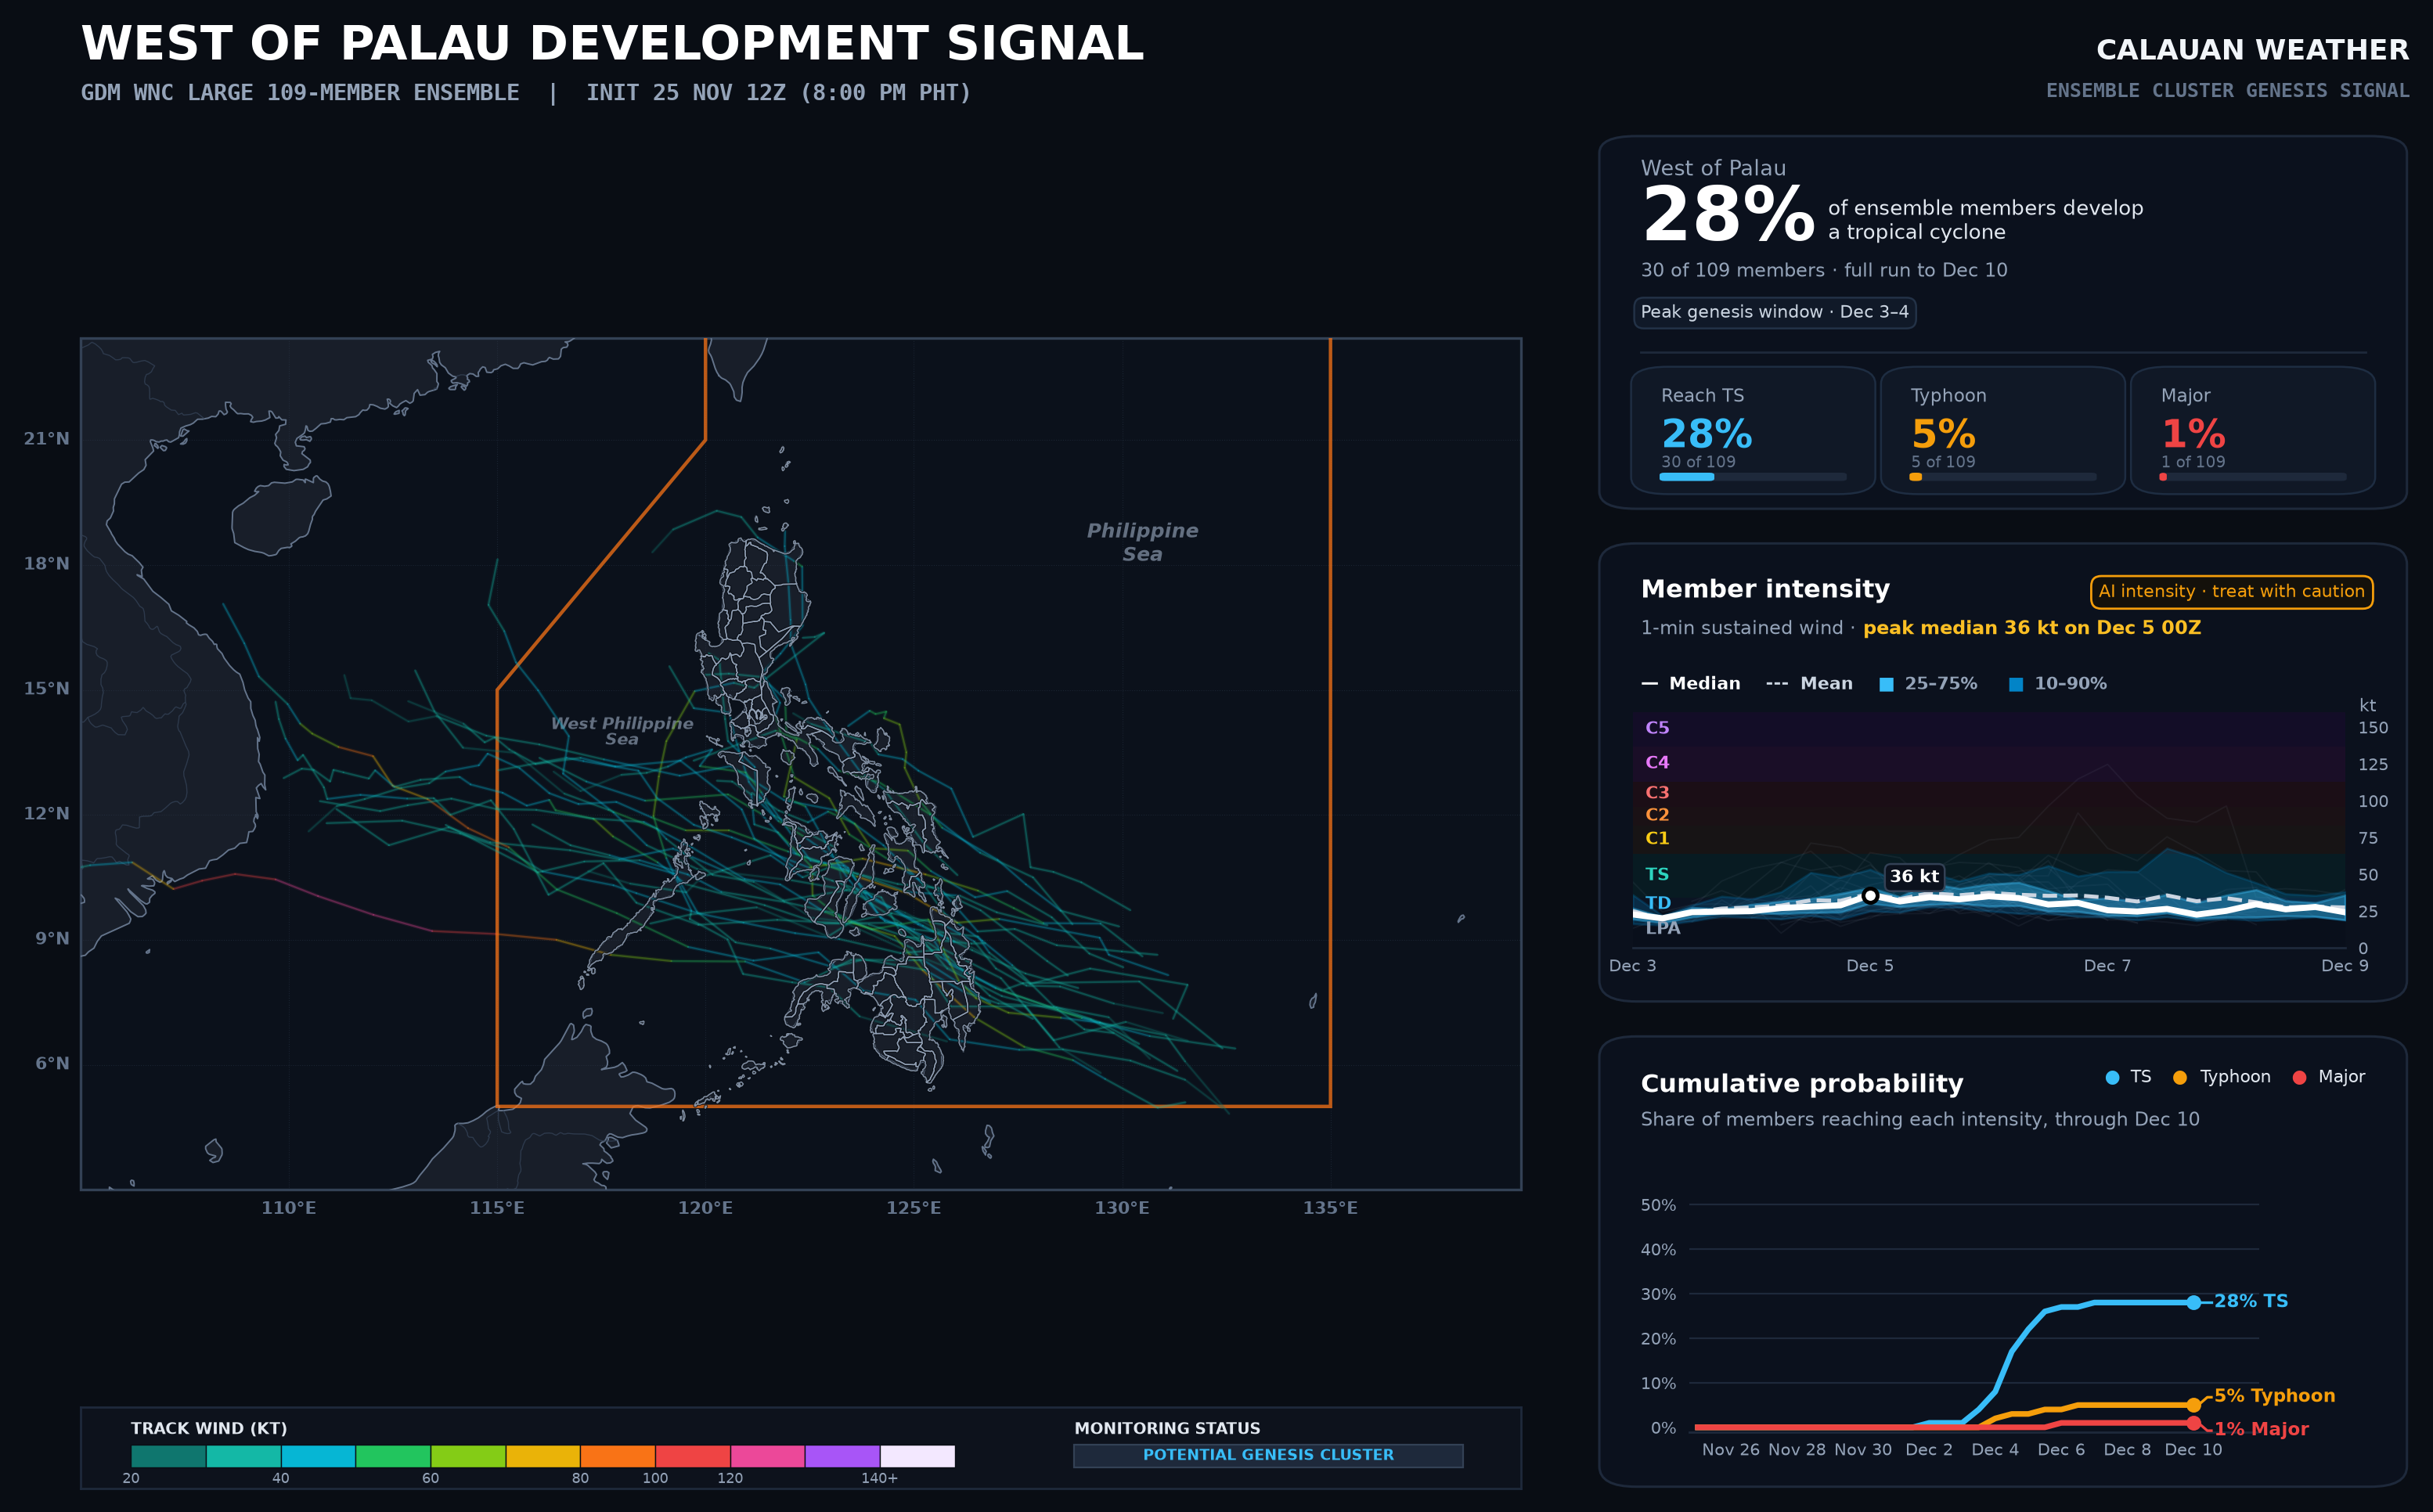 WEST OF PALAU DEVELOPMENT SIGNAL
GDM WNC LARGE 109-MEMBER ENSEMBLE | INIT 25 NOV 12Z (8:00 PM PHT)
CALAUAN WEATHER
ENSEMBLE CLUSTER GENESIS SIGNAL
21°N
18°N
15°N
12°N
9°N
6°N
110°E
115°E
120°E
125°E
130°E
135°E
Philippine
Sea
West Philippine
Sea
TRACK WIND (KT)
20
40
60
80
100
120
140+
MONITORING STATUS
POTENTIAL GENESIS CLUSTER
West of Palau
28%
of ensemble members develop
a tropical cyclone
30 of 109 members · full run to Dec 10
Peak genesis window · Dec 3–4
Reach TS
28%
30 of 109
Typhoon
5%
5 of 109
Major
1%
1 of 109
Member intensity
AI intensity · treat with caution
1-min sustained wind · peak median 36 kt on Dec 5 00Z
Median
Mean
25–75%
10–90%
kt
C5
C4
C3
C2
C1
TS
TD
LPA
150
125
100
75
50
25
0
36 kt
Dec 3
Dec 5
Dec 7
Dec 9
Cumulative probability
TS
Typhoon
Major
Share of members reaching each intensity, through Dec 10
50%
40%
30%
20%
10%
0%
28% TS
5% Typhoon
1% Major
Nov 26
Nov 28
Nov 30
Dec 2
Dec 4
Dec 6
Dec 8
Dec 10